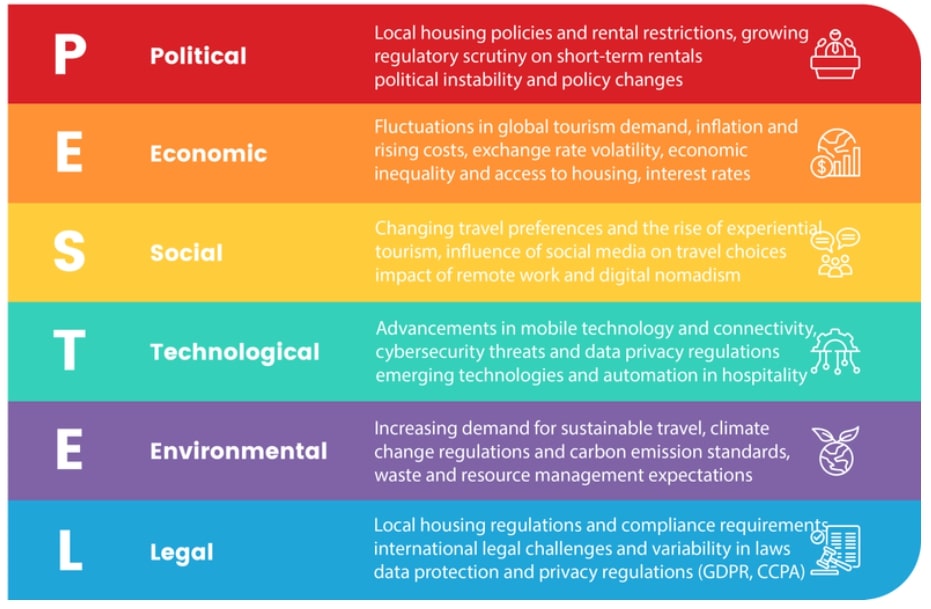 P
Political
Local housing policies and rental restrictions, growing
regulatory scrutiny on short-term rentals
political instability and policy changes
E
Economic
Fluctuations in global tourism demand, inflation and
rising costs, exchange rate volatility, economic
inequality and access to housing, interest rates
$
S
Social
Changing travel preferences and the rise of experiential
tourism, influence of social media on travel choices
impact of remote work and digital nomadism
T
Technological
Advancements in mobile technology and connectivity,
cybersecurity threats and data privacy regulations
emerging technologies and automation in hospitality
E
Environmental
Increasing demand for sustainable travel, climate
change regulations and carbon emission standards,
waste and resource management expectations
L
Legal
Local housing regulations and compliance requirements
international legal challenges and variability in laws
data protection and privacy regulations (GDPR, CCPA)